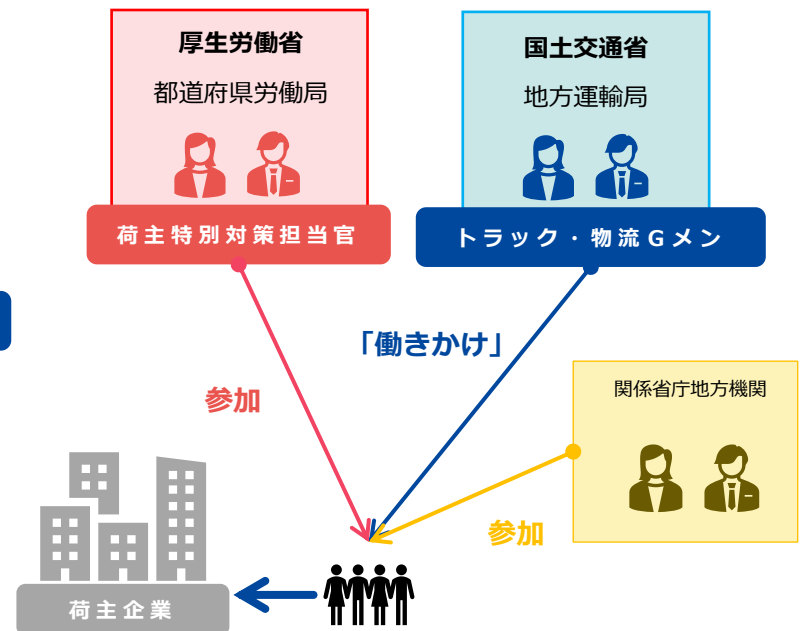 厚生労働省
都道府県労働局
荷主特別対策担当官
国土交通省
地方運輸局
トラック・物流Gメン
「働きかけ」
参加
関係省庁地方機関
参加
荷主企業